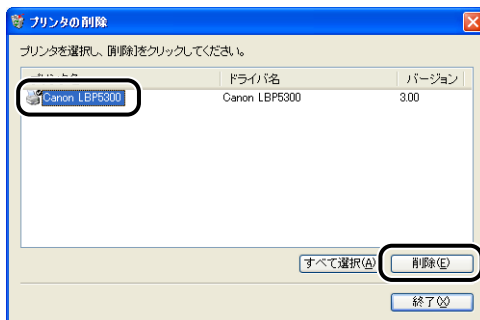 プリンタの削除
プリンタを選択し、[削除]をクリックしてください。
ドライバ名 バージョン
Canon LBP5300 Canon LBP5300 3.00
すべて選択(A) 削除(E)
終了(X)